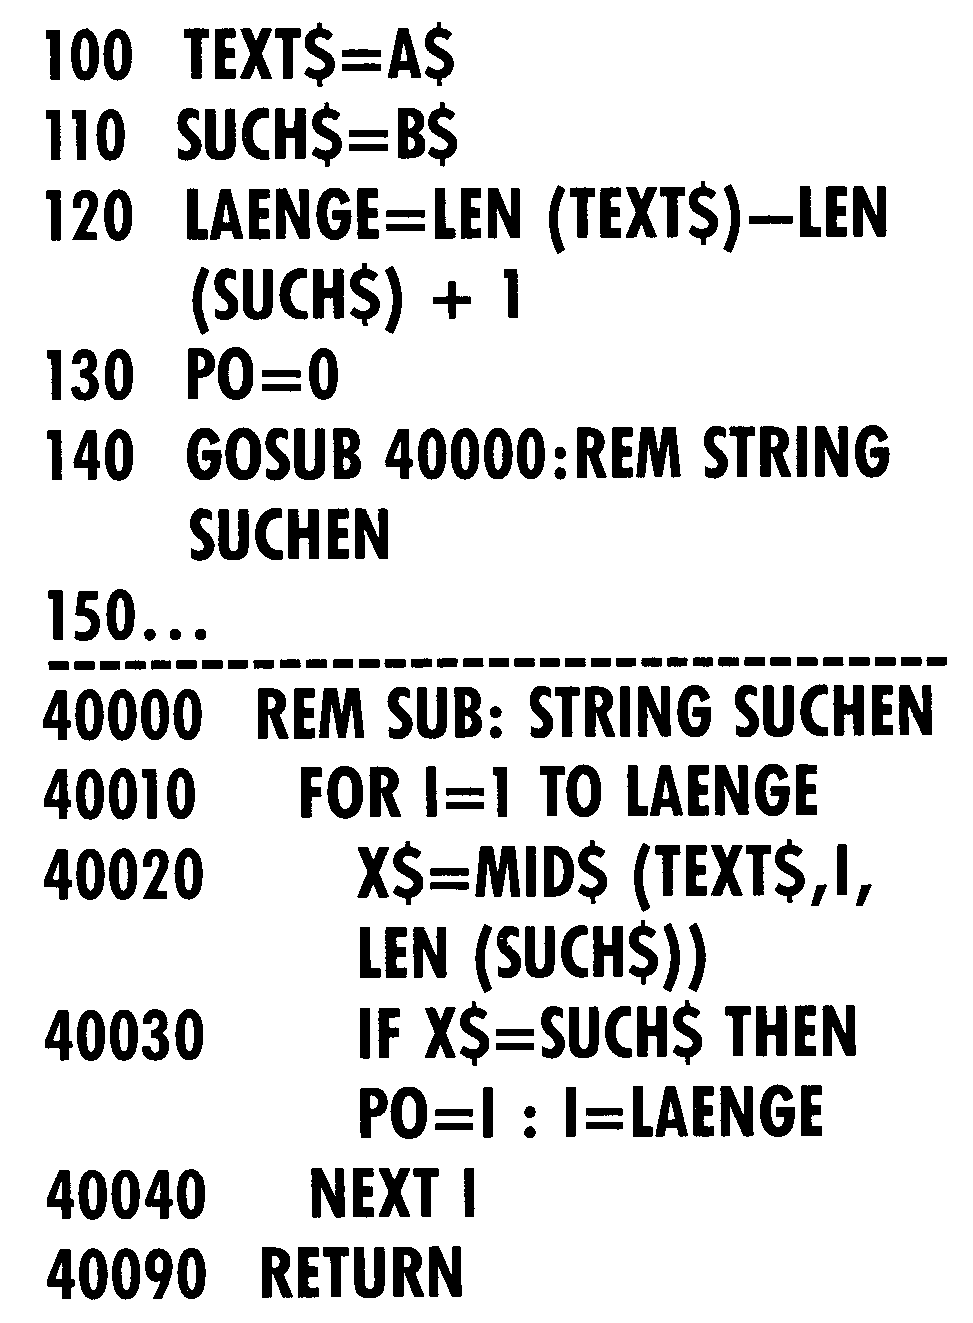 100 TEXT$=A$
110 SUCH$=B$
120 LAENGE=LEN (TEXT$)–LEN
(SUCH$) + 1
130 PO=0
140 GOSUB 40000:REM STRING
SUCHEN
150...
40000 REM SUB: STRING SUCHEN
40010 FOR I=1 TO LAENGE
40020 X$=MID$ (TEXT$,I,
LEN (SUCH$))
40030 IF X$=SUCH$ THEN
PO=I : I=LAENGE
40040 NEXT I
40090 RETURN